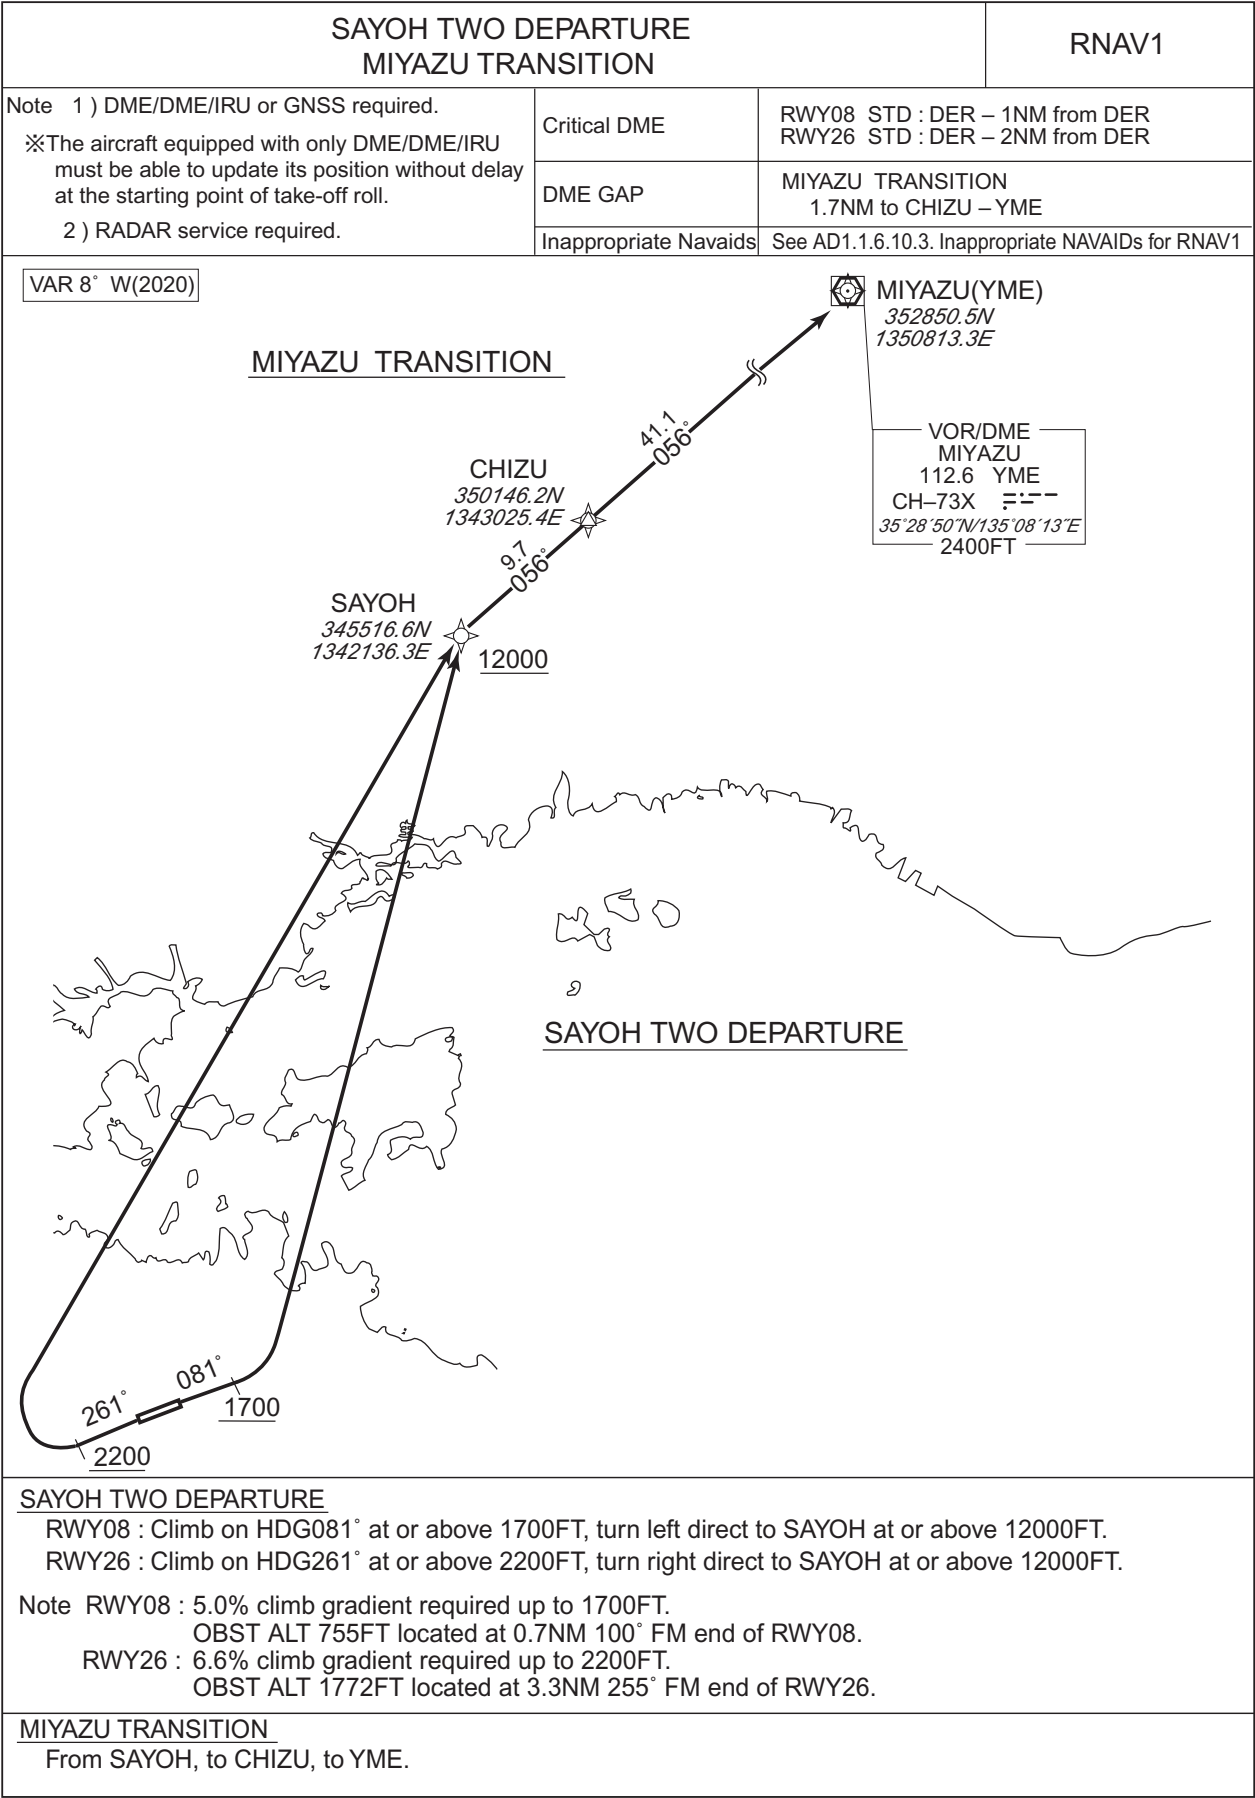 SAYOH TWO DEPARTURE
MIYAZU TRANSITION
RNAV1
Note 1 ) DME/DME/IRU or GNSS required.
※The aircraft equipped with only DME/DME/IRU
must be able to update its position without delay
at the starting point of take-off roll.
2 ) RADAR service required.
Critical DME
RWY08 STD : DER – 1NM from DER
RWY26 STD : DER – 2NM from DER
DME GAP
MIYAZU TRANSITION
1.7NM to CHIZU – YME
Inappropriate Navaids
See AD1.1.6.10.3. Inappropriate NAVAIDs for RNAV1
VAR 8° W(2020)
MIYAZU(YME)
352850.5N
1350813.3E
MIYAZU TRANSITION
41.1
056°
VOR/DME
MIYAZU
112.6 YME
CH–73X
35°28′50″N/135°08′13″E
2400FT
CHIZU
350146.2N
1343025.4E
9.7
056°
SAYOH
345516.6N
1342136.3E
12000
SAYOH TWO DEPARTURE
081°
261°
1700
2200
SAYOH TWO DEPARTURE
RWY08 : Climb on HDG081° at or above 1700FT, turn left direct to SAYOH at or above 12000FT.
RWY26 : Climb on HDG261° at or above 2200FT, turn right direct to SAYOH at or above 12000FT.
Note RWY08 : 5.0% climb gradient required up to 1700FT.
OBST ALT 755FT located at 0.7NM 100° FM end of RWY08.
RWY26 : 6.6% climb gradient required up to 2200FT.
OBST ALT 1772FT located at 3.3NM 255° FM end of RWY26.
MIYAZU TRANSITION
From SAYOH, to CHIZU, to YME.